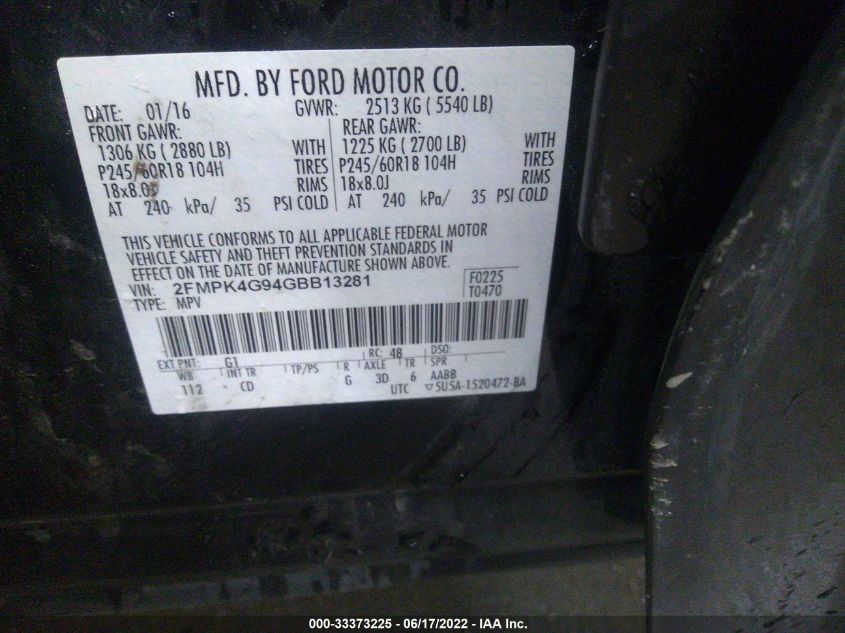 MFD. BY FORD MOTOR CO.
DATE: 01/16 GVWR: 2513 KG ( 5540 LB)
FRONT GAWR: REAR GAWR:
1306 KG ( 2880 LB) WITH 1225 KG ( 2700 LB) WITH
P245/60R18 104H TIRES P245/60R18 104H TIRES
18x8.0J RIMS 18x8.0J RIMS
AT 240 kPa/ 35 PSI COLD AT 240 kPa/ 35 PSI COLD
THIS VEHICLE CONFORMS TO ALL APPLICABLE FEDERAL MOTOR
VEHICLE SAFETY AND THEFT PREVENTION STANDARDS IN
EFFECT ON THE DATE OF MANUFACTURE SHOWN ABOVE.
VIN: 2FMPK4G94GBB13281 F0225
TYPE: MPV T0470
EXT PNT: G1 RC: 48 DSO:
WB INT TR TP/PS R AXLE TR SPR
112 CD G 3D 6 AABB
UTC ▽5U5A-1520472-BA
000-33373225 - 06/17/2022 - IAA Inc.